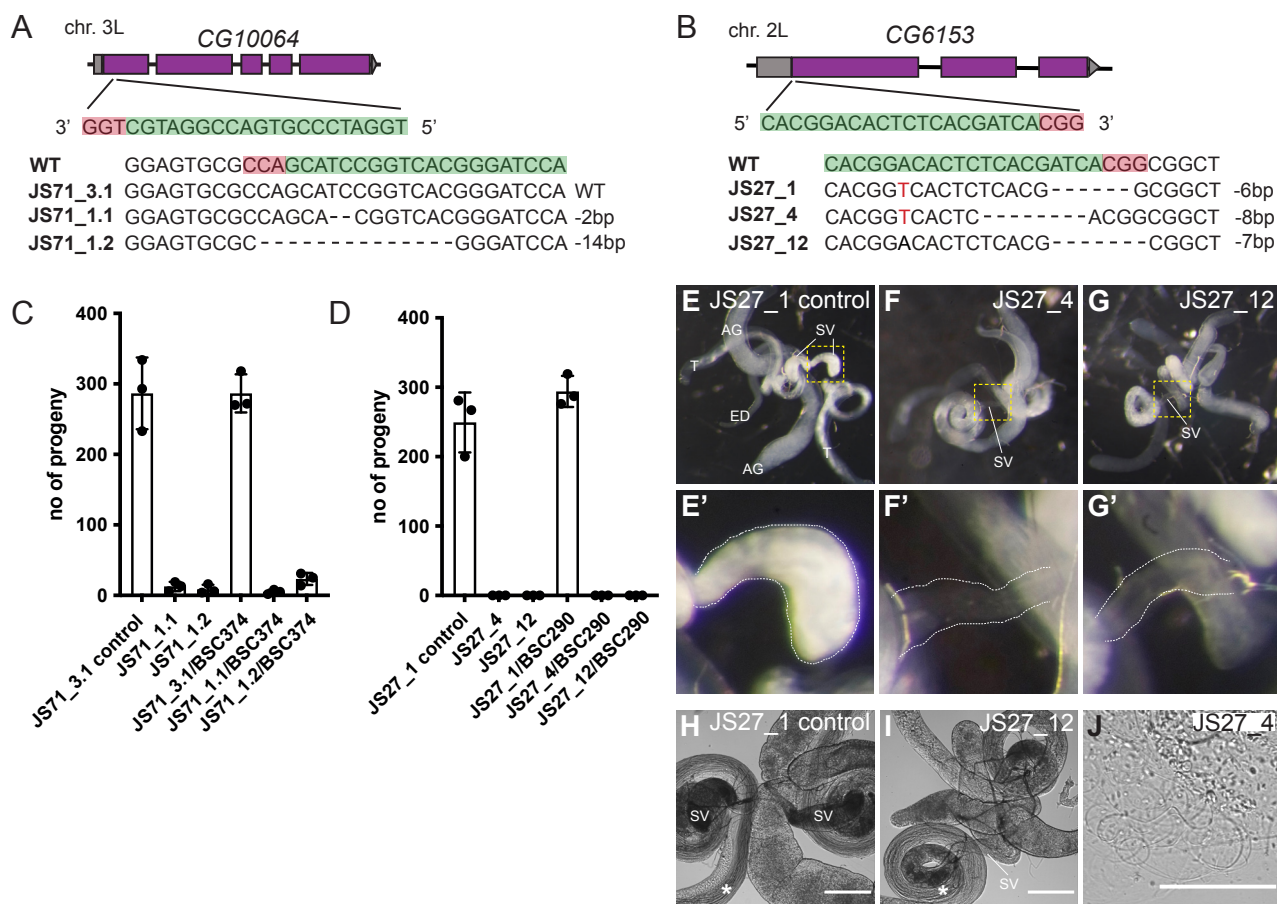 A
chr. 3L
CG10064
3’ GGTCGTAGGCCAGTGCCCTAGGT 5’
WT GGAGTGCGCCAGCATCCGGTCACGGGATCCA
JS71_3.1 GGAGTGCGCCAGCATCCGGTCACGGGATCCA WT
JS71_1.1 GGAGTGCGCCAGCA--CGGTCACGGGATCCA -2bp
JS71_1.2 GGAGTGCGC--------------GGGATCCA -14bp
B
chr. 2L
CG6153
5’ CACGGACACTCTCACGATCACGG 3’
WT CACGGACACTCTCACGATCACGGCGGCT
JS27_1 CACGGTCACTCTCACG------GCGGCT -6bp
JS27_4 CACGGTCACTC--------ACGGCGGCT -8bp
JS27_12 CACGGACACTCTCACG-------CGGCT -7bp
C
no of progeny
400
300
200
100
0
JS71_3.1 control
JS71_1.1
JS71_1.2
JS71_3.1/BSC374
JS71_1.1/BSC374
JS71_1.2/BSC374
D
no of progeny
400
300
200
100
0
JS27_1 control
JS27_4
JS27_12
JS27_1/BSC290
JS27_4/BSC290
JS27_12/BSC290
E JS27_1 control
AG
SV
T
ED
T
AG
F JS27_4
SV
G JS27_12
SV
E’
F’
G’
H JS27_1 control
SV
SV
*
I JS27_12
SV
*
J JS27_4